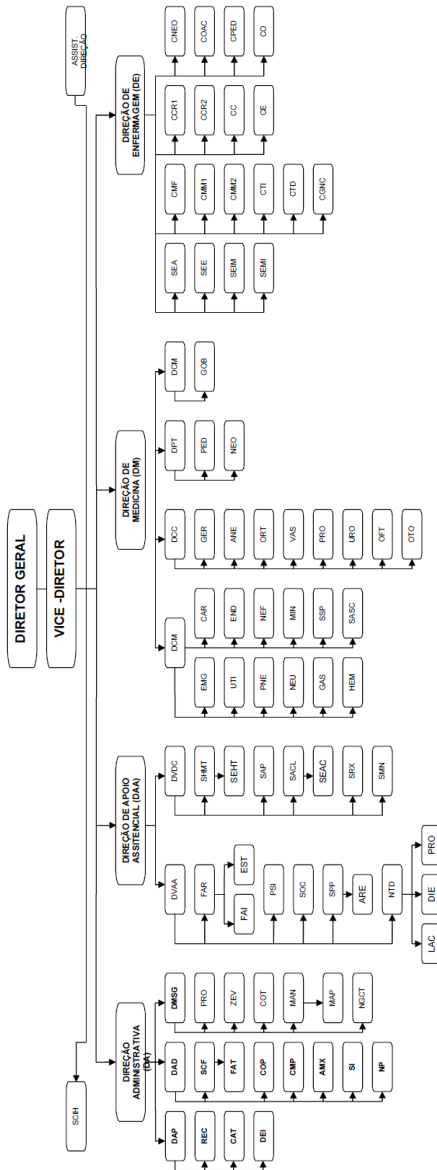 DIRETOR GERAL
VICE -DIRETOR
SCIH
ASSIST.
DIREÇÃO
DIREÇÃO
ADMINISTRATIVA
(DA)
DAP
REC
CAT
DEI
DAD
SCF
FAT
COP
CMP
AMX
SI
NP
DMSG
PRO
ZEV
COT
MAN
MAP
NGCT
DIREÇÃO DE APOIO
ASSITENCIAL (DAA)
DVAA
FAR
FAI
EST
PSI
SOC
SPP
ARE
NTD
LAC
DIE
PRO
DVDC
SHMT
SEHT
SAP
SACL
SEAC
SRX
SMN
DIREÇÃO DE
MEDICINA (DM)
DCM
EMG
UTI
PNE
NEU
GAS
HEM
CAR
END
NEF
MIN
SSP
SASC
DCC
GER
ANE
ORT
VAS
PRO
URO
OFT
OTO
DPT
PED
NEO
DCM
GOB
DIREÇÃO DE
ENFERMAGEM (DE)
SEA
SEE
SEIM
SEMI
CMF
CMM1
CMM2
CTI
CTD
CGNC
CCR1
CCR2
CC
CE
CNEO
COAC
CPED
CO